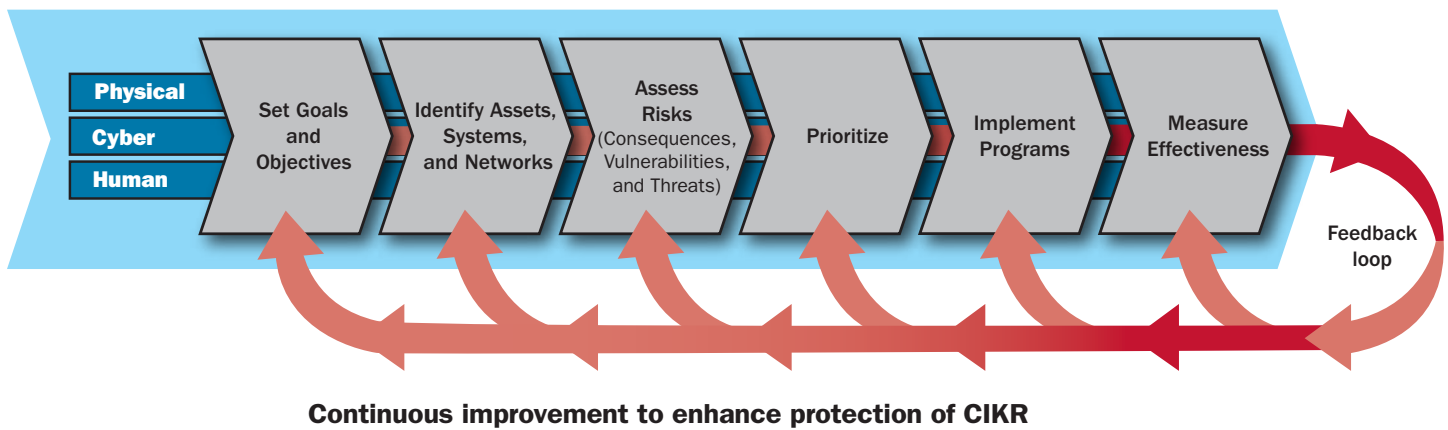 Physical
Cyber
Human
Set Goals
and
Objectives
Identify Assets,
Systems,
and Networks
Assess
Risks
(Consequences,
Vulnerabilities,
and Threats)
Prioritize
Implement
Programs
Measure
Effectiveness
Feedback
loop
Continuous improvement to enhance protection of CIKR